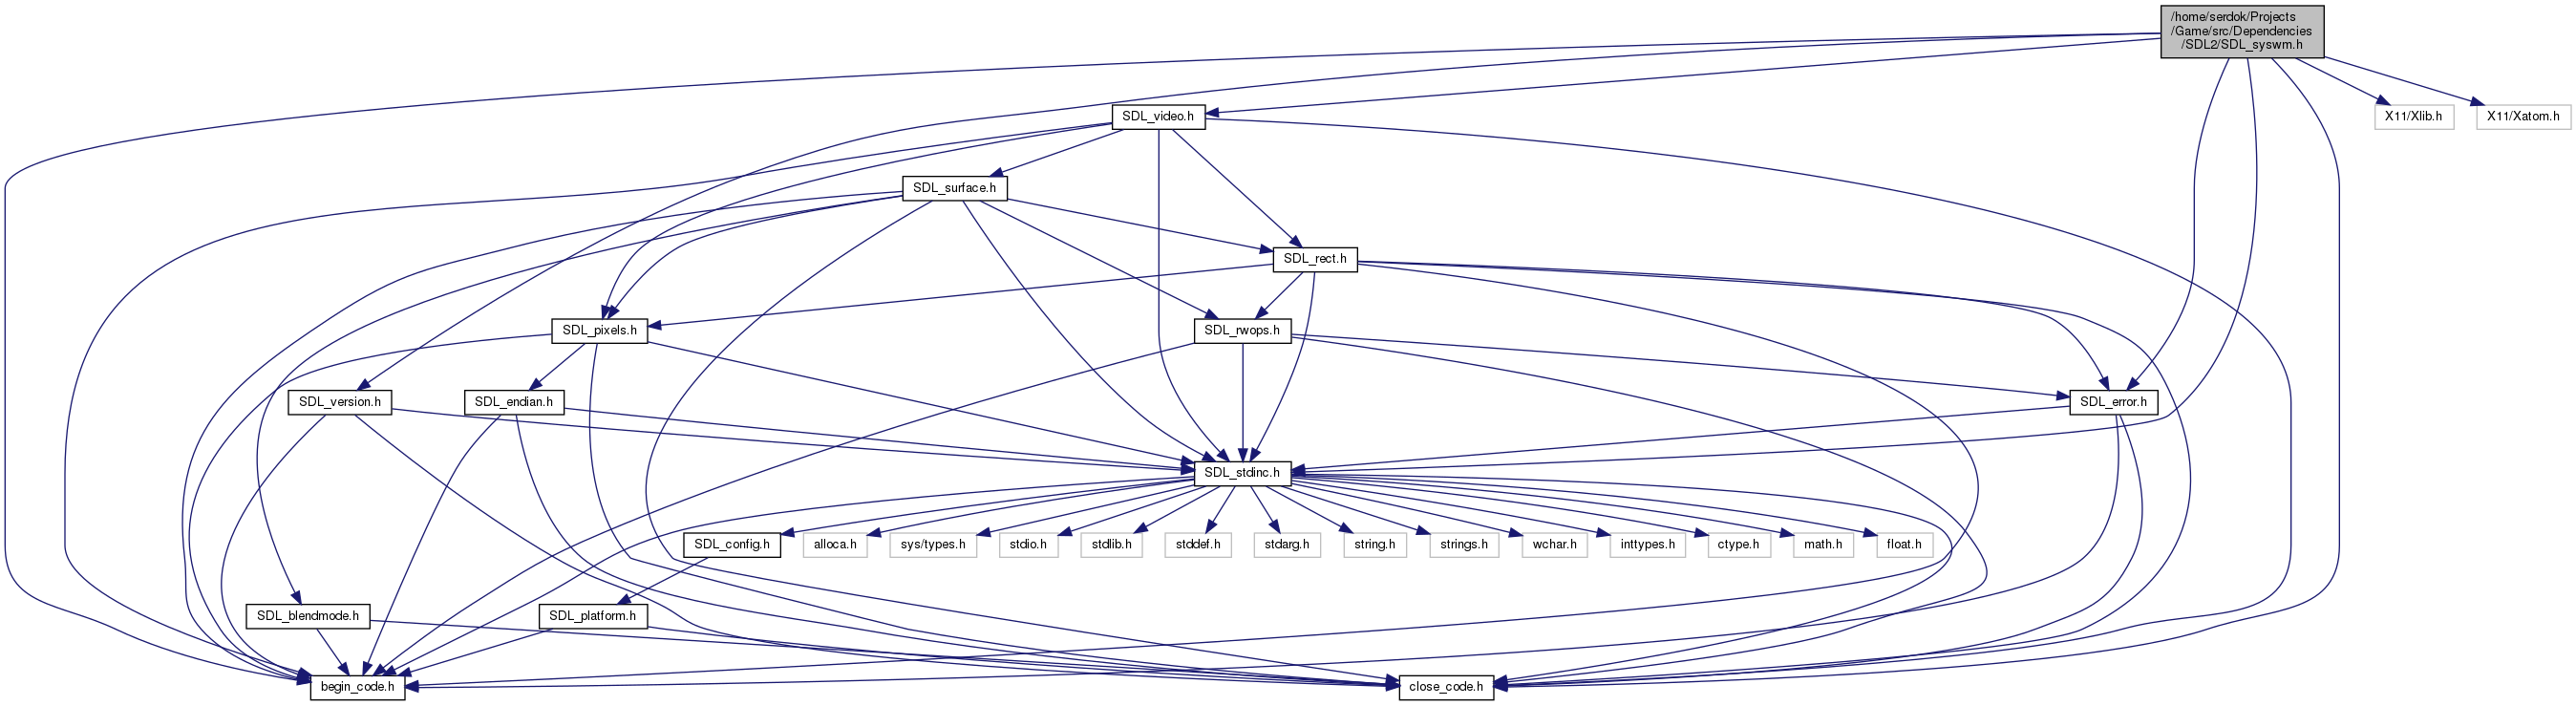 /home/serdok/Projects
/Game/src/Dependencies
/SDL2/SDL_syswm.h
SDL_video.h
X11/Xlib.h
X11/Xatom.h
SDL_surface.h
SDL_rect.h
SDL_pixels.h
SDL_rwops.h
SDL_version.h
SDL_endian.h
SDL_error.h
SDL_stdinc.h
SDL_config.h
alloca.h
sys/types.h
stdio.h
stdlib.h
stddef.h
stdarg.h
string.h
strings.h
wchar.h
inttypes.h
ctype.h
math.h
float.h
SDL_blendmode.h
SDL_platform.h
begin_code.h
close_code.h